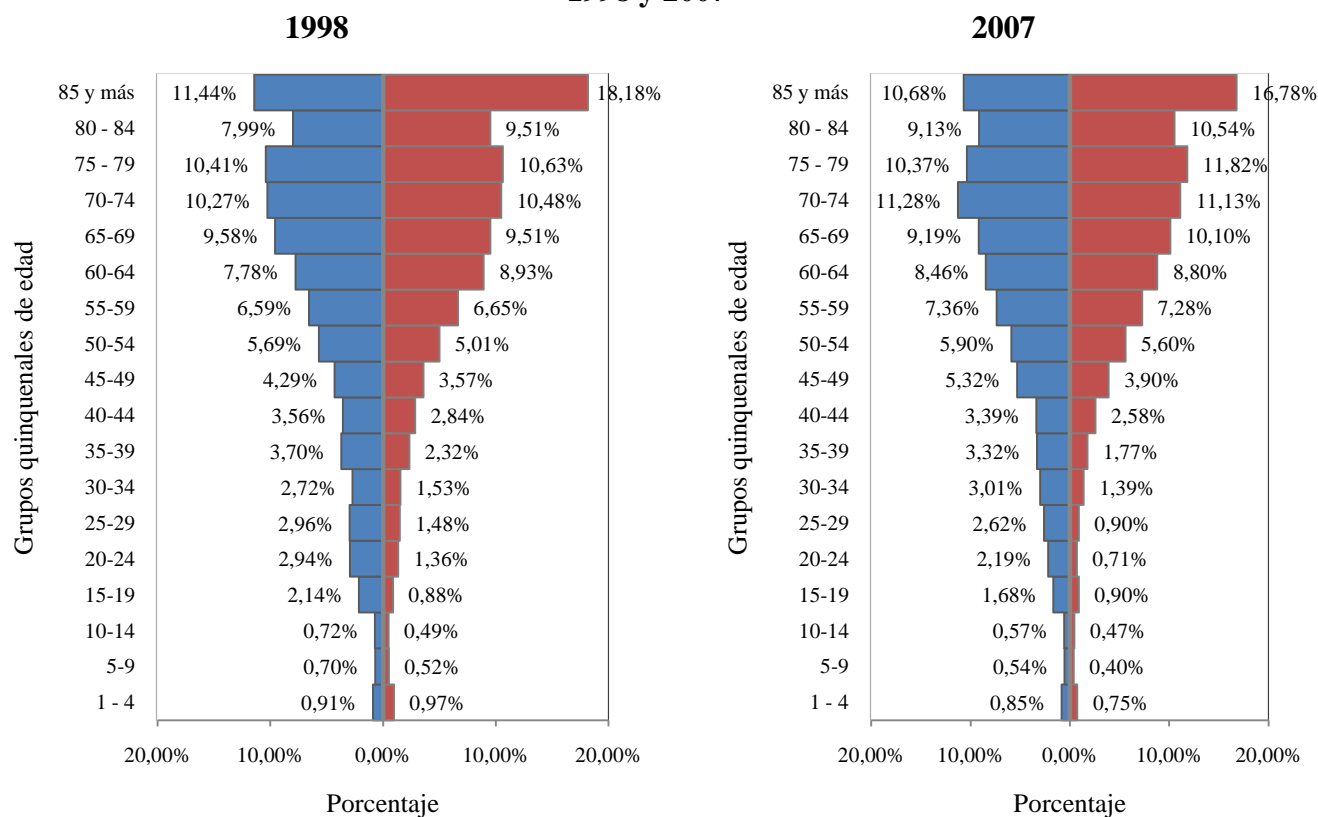 1998
2007
Grupos quinquenales de edad
85 y más 11,44% 18,18%
80 - 84 7,99% 9,51%
75 - 79 10,41% 10,63%
70-74 10,27% 10,48%
65-69 9,58% 9,51%
60-64 7,78% 8,93%
55-59 6,59% 6,65%
50-54 5,69% 5,01%
45-49 4,29% 3,57%
40-44 3,56% 2,84%
35-39 3,70% 2,32%
30-34 2,72% 1,53%
25-29 2,96% 1,48%
20-24 2,94% 1,36%
15-19 2,14% 0,88%
10-14 0,72% 0,49%
5-9 0,70% 0,52%
1 - 4 0,91% 0,97%
20,00% 10,00% 0,00% 10,00% 20,00%
Porcentaje
Grupos quinquenales de edad
85 y más 10,68% 16,78%
80 - 84 9,13% 10,54%
75 - 79 10,37% 11,82%
70-74 11,28% 11,13%
65-69 9,19% 10,10%
60-64 8,46% 8,80%
55-59 7,36% 7,28%
50-54 5,90% 5,60%
45-49 5,32% 3,90%
40-44 3,39% 2,58%
35-39 3,32% 1,77%
30-34 3,01% 1,39%
25-29 2,62% 0,90%
20-24 2,19% 0,71%
15-19 1,68% 0,90%
10-14 0,57% 0,47%
5-9 0,54% 0,40%
1 - 4 0,85% 0,75%
20,00% 10,00% 0,00% 10,00% 20,00%
Porcentaje